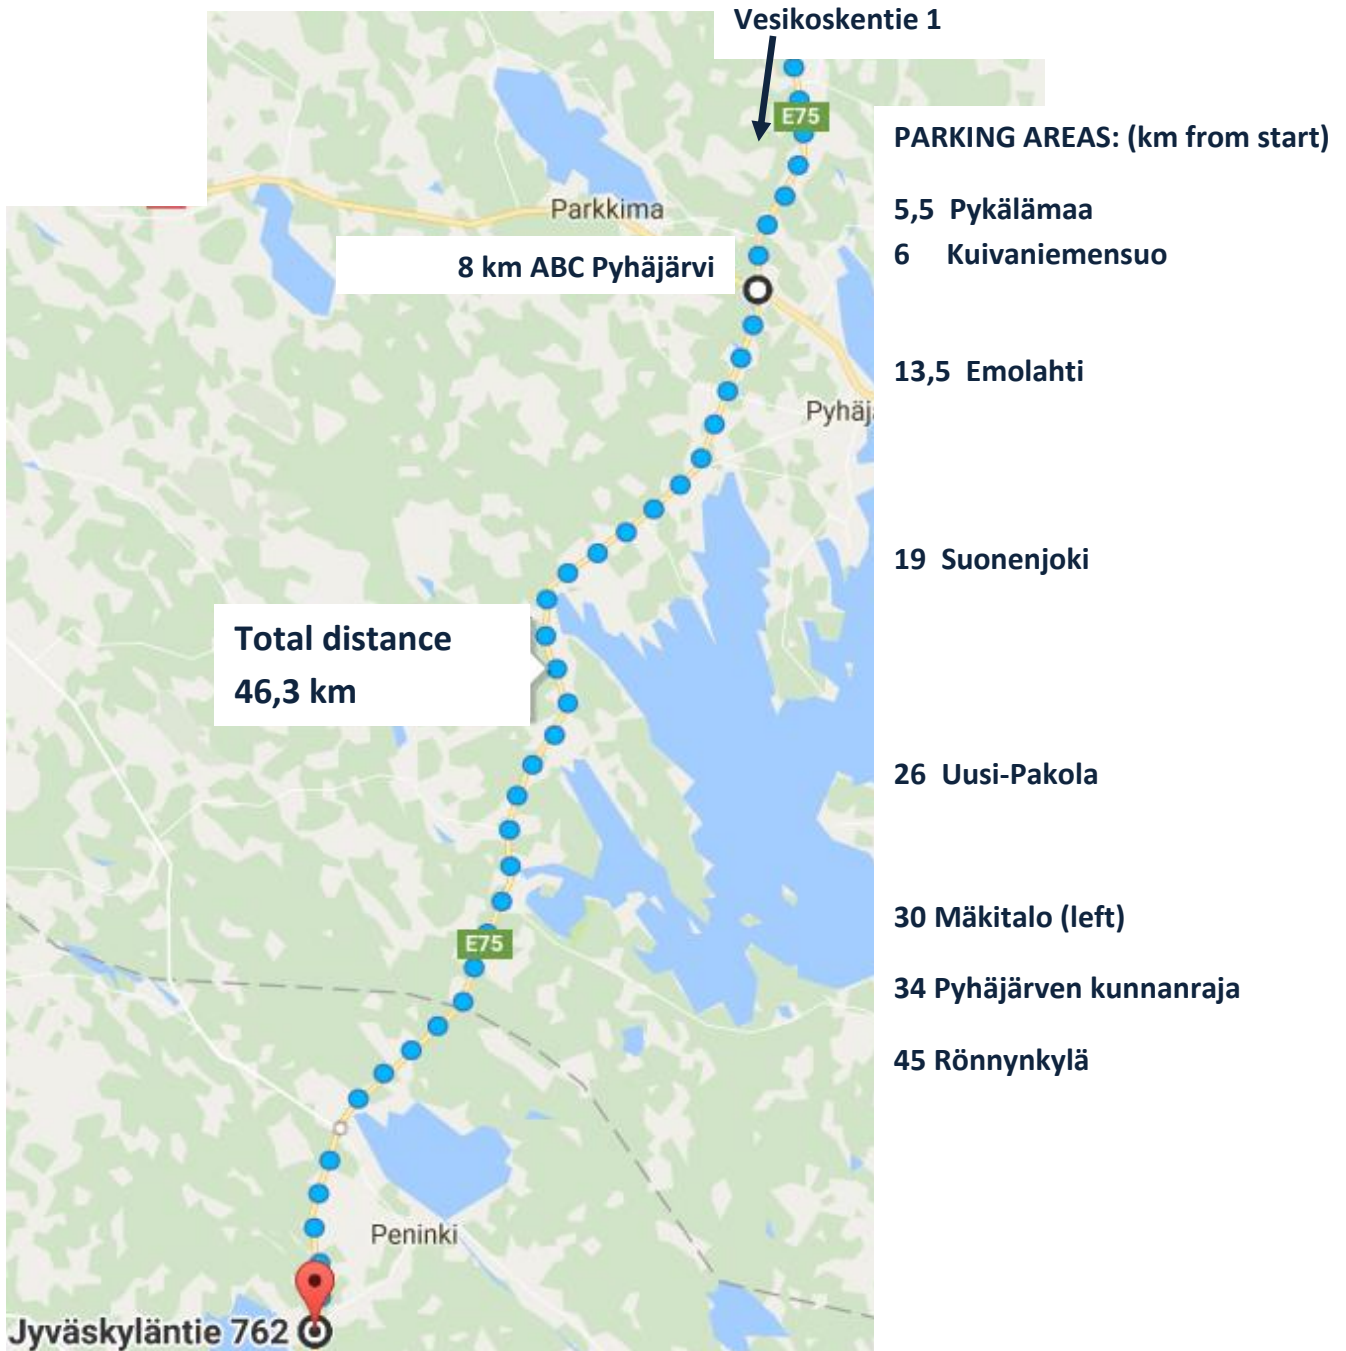 Vesikoskentie 1
E75
PARKING AREAS: (km from start)
5,5 Pykälämaa
Parkkima
6 Kuivaniemensuo
8 km ABC Pyhäjärvi
13,5 Emolahti
Pyhäj
19 Suonenjoki
Total distance
46,3 km
26 Uusi-Pakola
30 Mäkitalo (left)
E75
34 Pyhäjärven kunnanraja
45 Rönnynkylä
Peninki
Jyväskyläntie 762